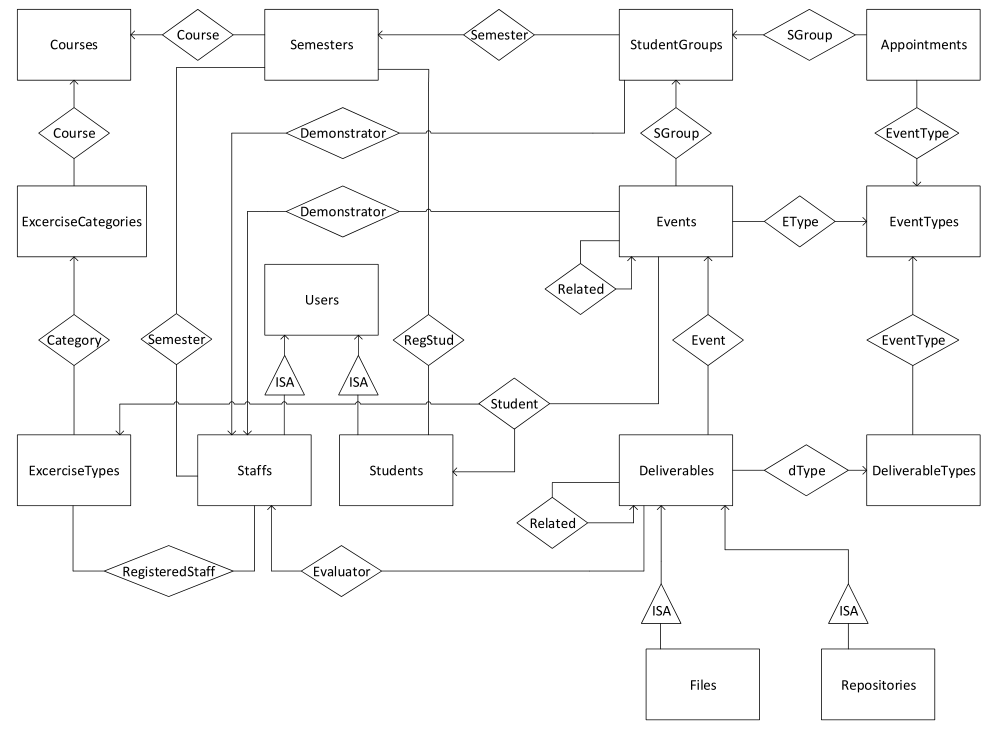 Courses
Course
Semesters
Semester
StudentGroups
SGroup
Appointments
Course
Demonstrator
SGroup
EventType
ExcerciseCategories
Demonstrator
Events
EType
EventTypes
Users
Related
Category
Semester
RegStud
Event
EventType
ISA
ISA
Student
ExcerciseTypes
Staffs
Students
Deliverables
dType
DeliverableTypes
Related
RegisteredStaff
Evaluator
ISA
ISA
Files
Repositories